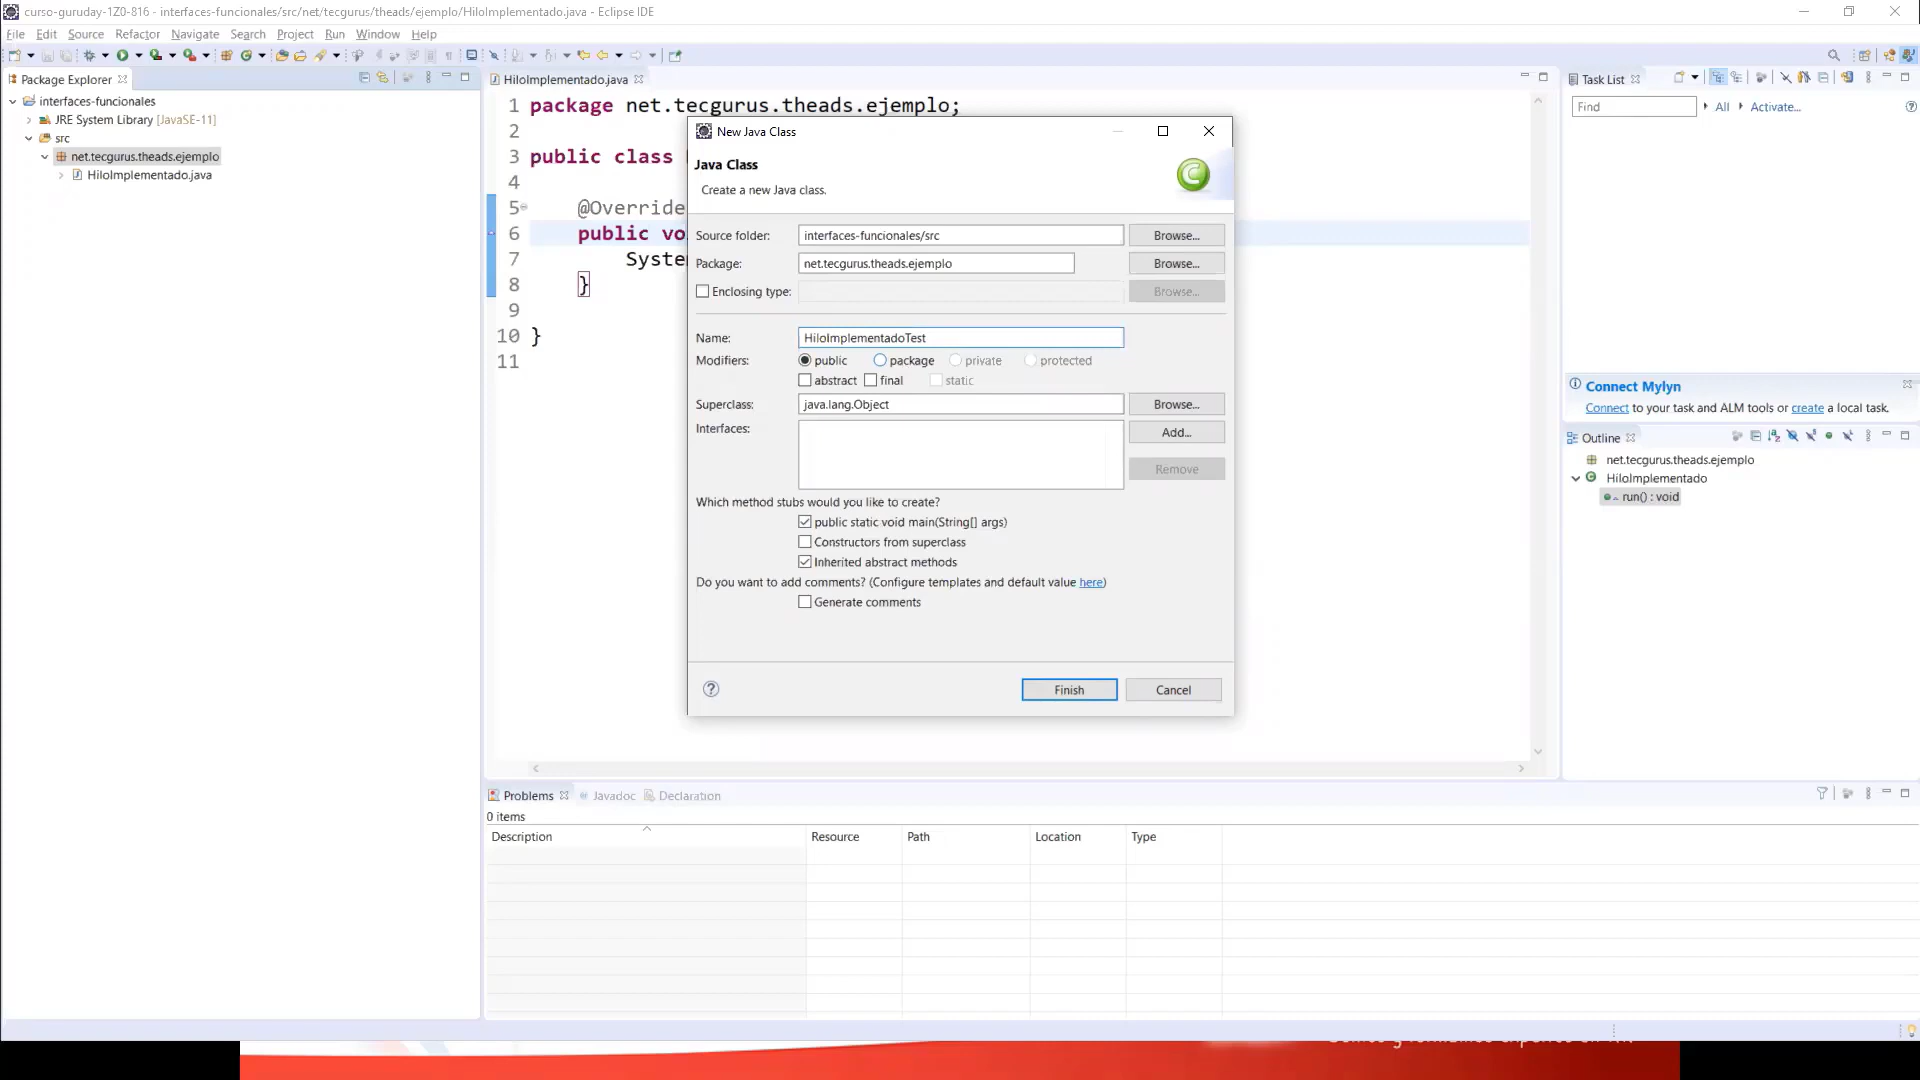 curso-guruday-1Z0-816 - interfaces-funcionales/src/net/tecgurus/theads/ejemplo/HiloImplementado.java - Eclipse IDE
File Edit Source Refactor Navigate Search Project Run Window Help
Package Explorer
interfaces-funcionales
JRE System Library [JavaSE-11]
src
net.tecgurus.theads.ejemplo
HiloImplementado.java
HiloImplementado.java
1 package net.tecgurus.theads.ejemplo;
2
3 public class
4
5 @Override
6 public vo
7 Syste
8 }
9
10 }
11
New Java Class
Java Class
Create a new Java class.
C
Source folder: interfaces-funcionales/src Browse...
Package: net.tecgurus.theads.ejemplo Browse...
Enclosing type: Browse...
Name: HiloImplementadoTest
Modifiers: public package private protected
abstract final static
Superclass: java.lang.Object Browse...
Interfaces: Add...
Remove
Which method stubs would you like to create?
public static void main(String[] args)
Constructors from superclass
Inherited abstract methods
Do you want to add comments? (Configure templates and default value here)
Generate comments
? Finish Cancel
Task List
Find All Activate...
Connect Mylyn
Connect to your task and ALM tools or create a local task.
Outline
net.tecgurus.theads.ejemplo
HiloImplementado
run() : void
Problems Javadoc Declaration
0 items
Description Resource Path Location Type